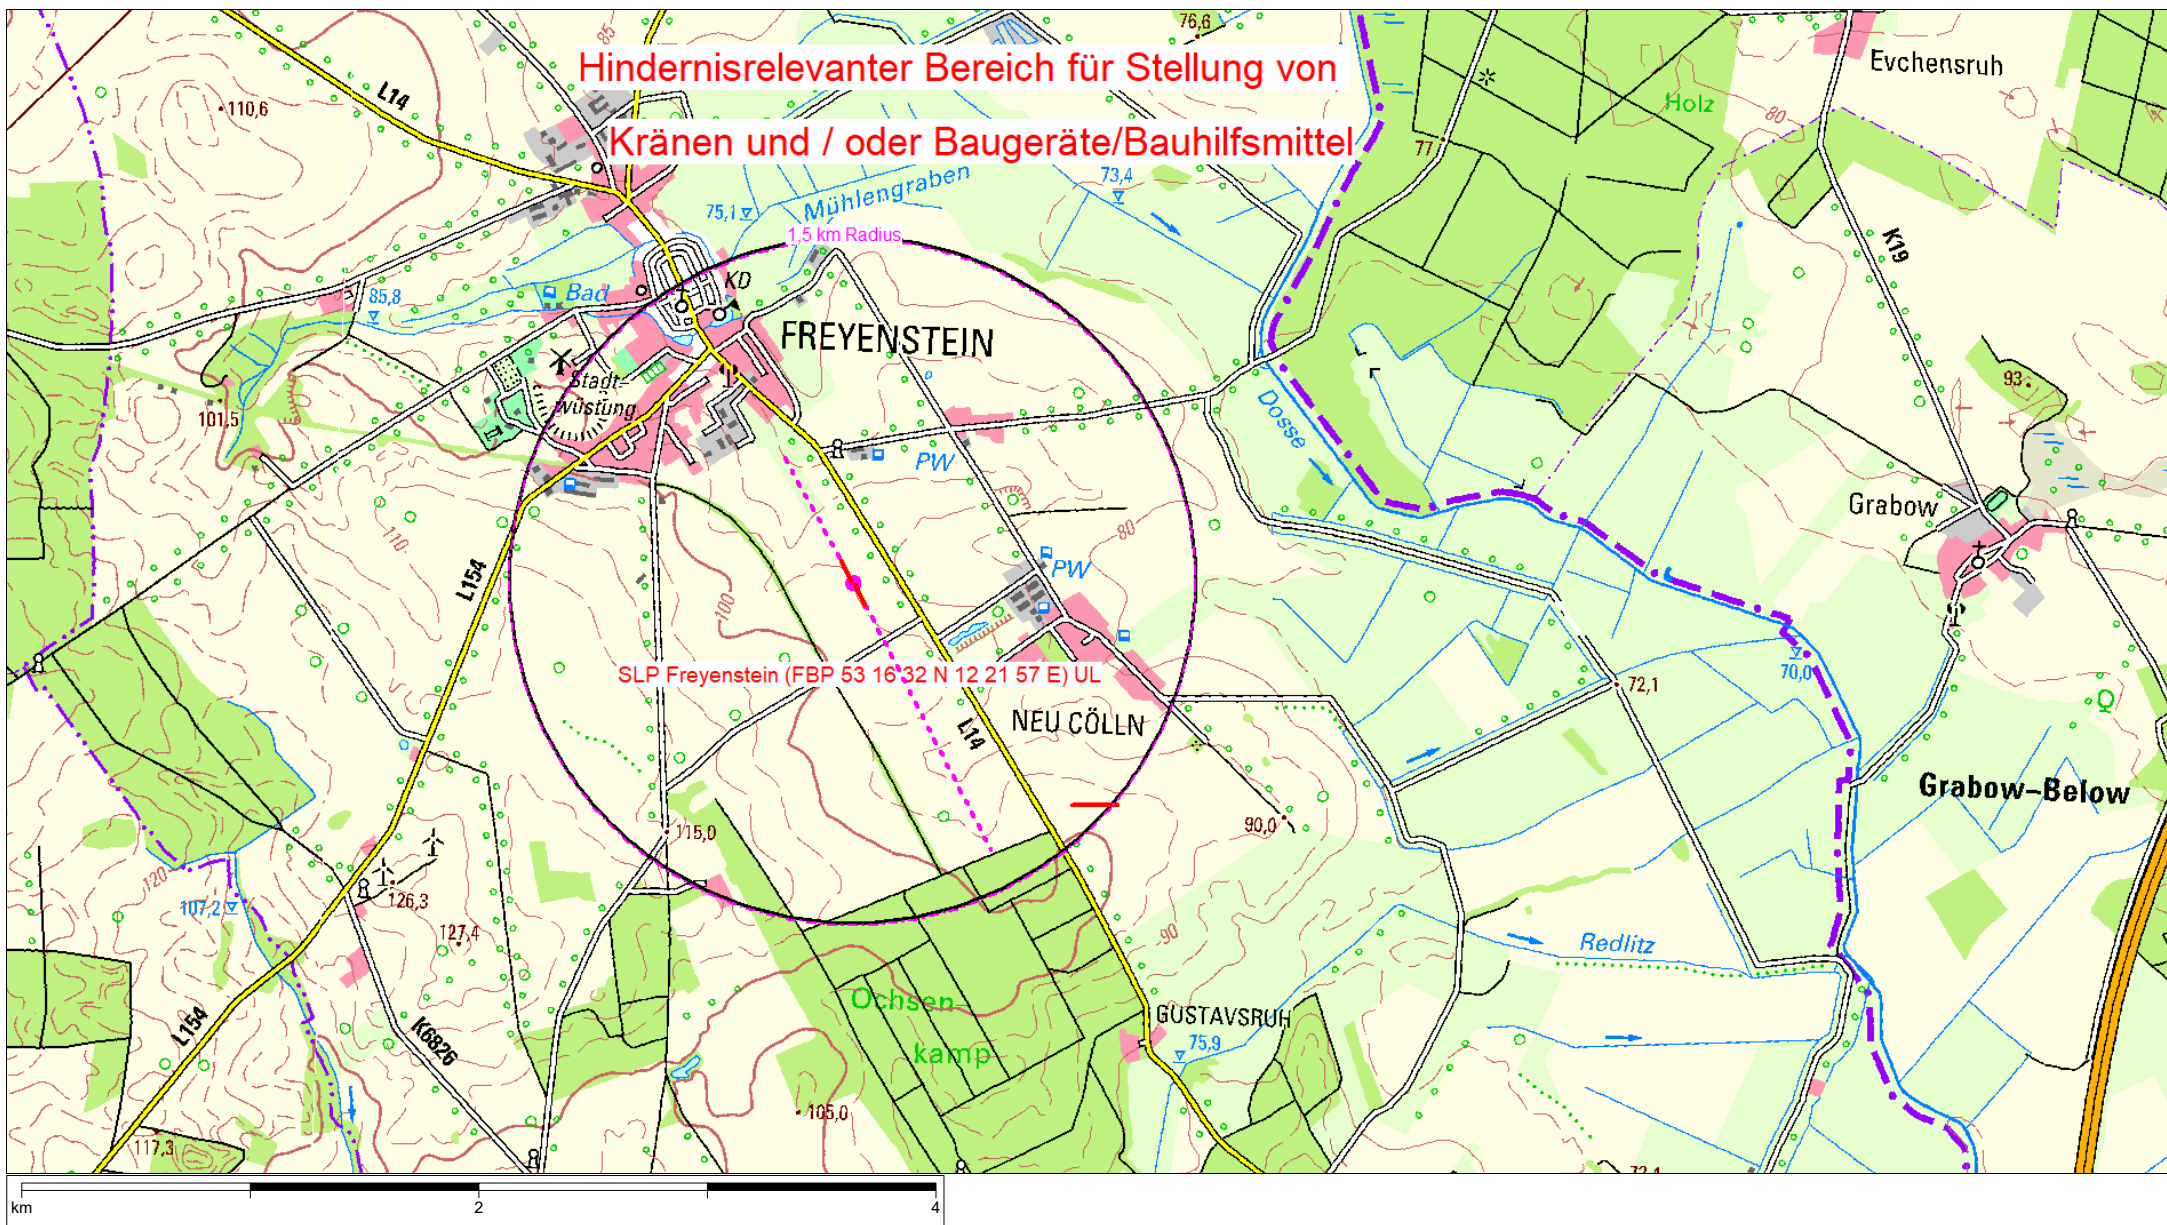 76,6
85
Hindernisrelevanter Bereich für Stellung von
Evchensruh
L14
110,6
Holz
80
Kränen und / oder Baugeräte/Bauhilfsmittel
77
73,4
Mühlengraben
75,1
1,5 km Radius
K19
KD
Bad
85,8
FREYENSTEIN
Stadt-
wüstung
93
101,5
Dosse
PW
Grabow
110
80
L154
PW
100
SLP Freyenstein (FBP 53 16 32 N 12 21 57 E) UL
70,0
72,1
NEU CÖLLN
L14
Grabow-Below
115,0
90,0
120
126,3
107,2
127,4
90
Redlitz
Ochsen-
kamp
GUSTAVSRUH
75,9
L154
K6826
105,0
117,3
km
2
4